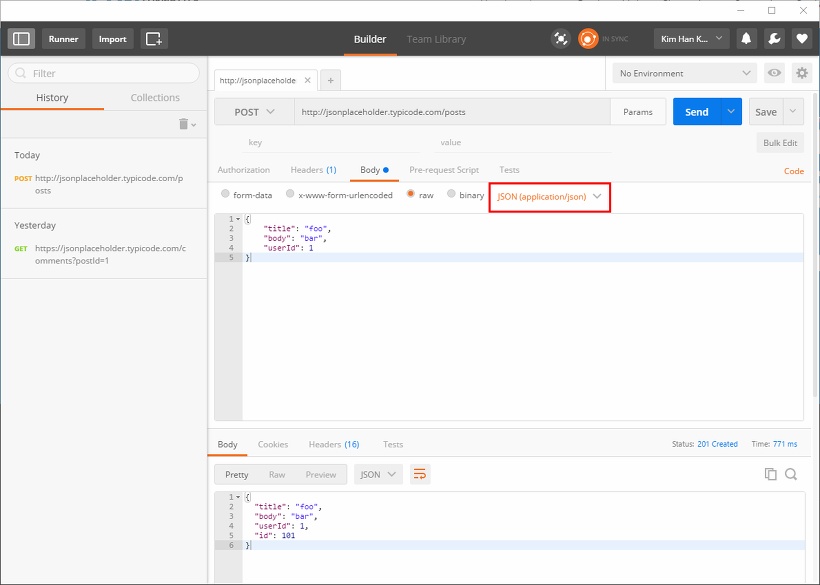 Runner
Import
Builder
Team Library
IN SYNC
Kim Han K...
Filter
History
Collections
Today
POST http://jsonplaceholder.typicode.com/p
osts
Yesterday
GET https://jsonplaceholder.typicode.com/c
omments?postId=1
http://jsonplaceholde ×
+
No Environment
POST
http://jsonplaceholder.typicode.com/posts
Params
Send
Save
key
value
Bulk Edit
Authorization
Headers (1)
Body
Pre-request Script
Tests
Code
form-data
x-www-form-urlencoded
raw
binary
JSON (application/json)
1 {
2 "title": "foo",
3 "body": "bar",
4 "userId": 1
5 }
Body
Cookies
Headers (16)
Tests
Status: 201 Created
Time: 771 ms
Pretty
Raw
Preview
JSON
1 {
2 "title": "foo",
3 "body": "bar",
4 "userId": 1,
5 "id": 101
6 }